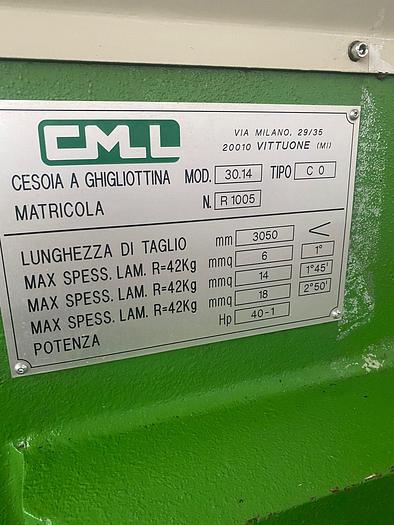 CMLL
VIA MILANO, 29/35
20010 VITTUONE (MI)
CESOIA A GHIGLIOTTINA MOD. 30.14 TIPO C O
MATRICOLA N. R 1005
LUNGHEZZA DI TAGLIO mm 3050 <
MAX SPESS. LAM. R=42Kg mmq 6 1°
MAX SPESS. LAM. R=42Kg mmq 14 1°45'
MAX SPESS. LAM. R=42Kg mmq 18 2°50'
POTENZA Hp 40-1